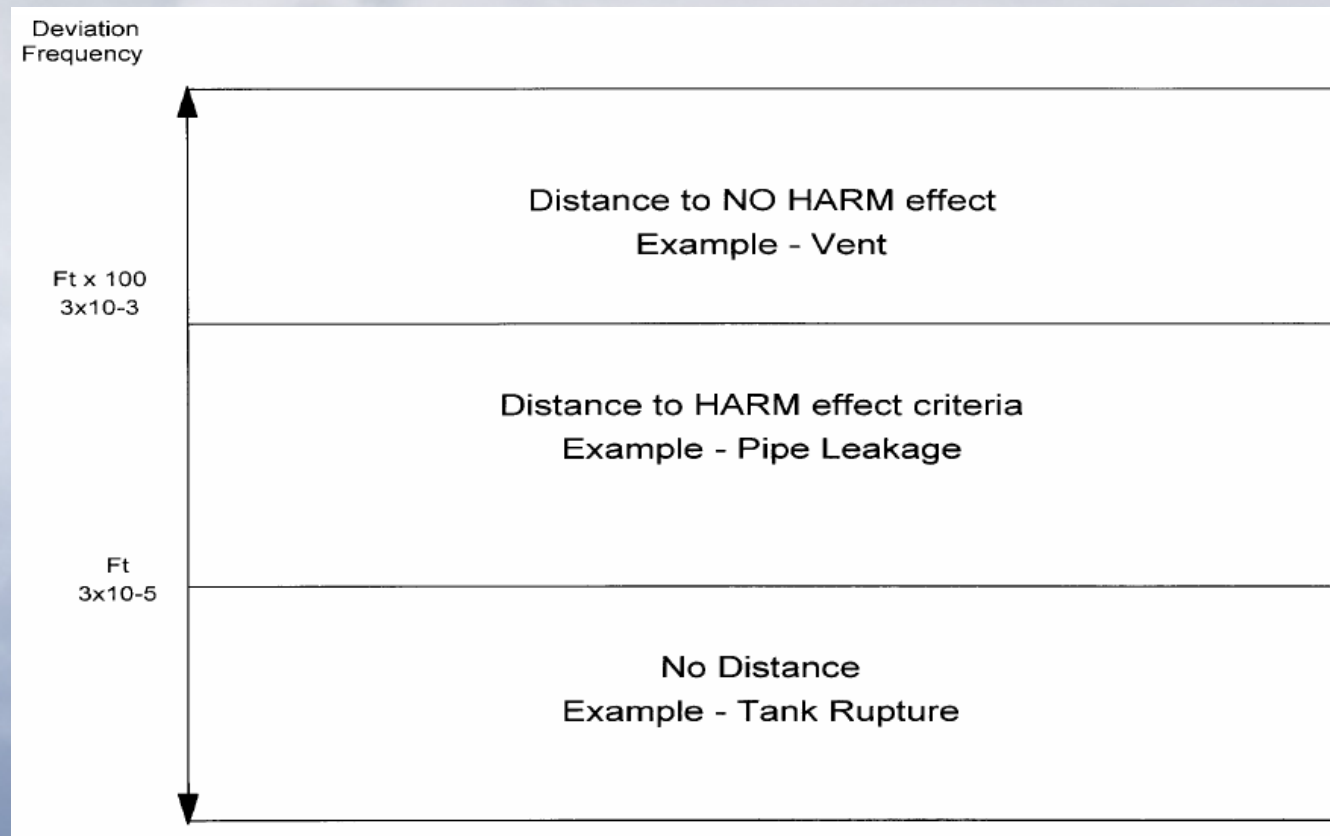 Deviation
Frequency
Distance to NO HARM effect
Example - Vent
Ft x 100
3x10-3
Distance to HARM effect criteria
Example - Pipe Leakage
Ft
3x10-5
No Distance
Example - Tank Rupture